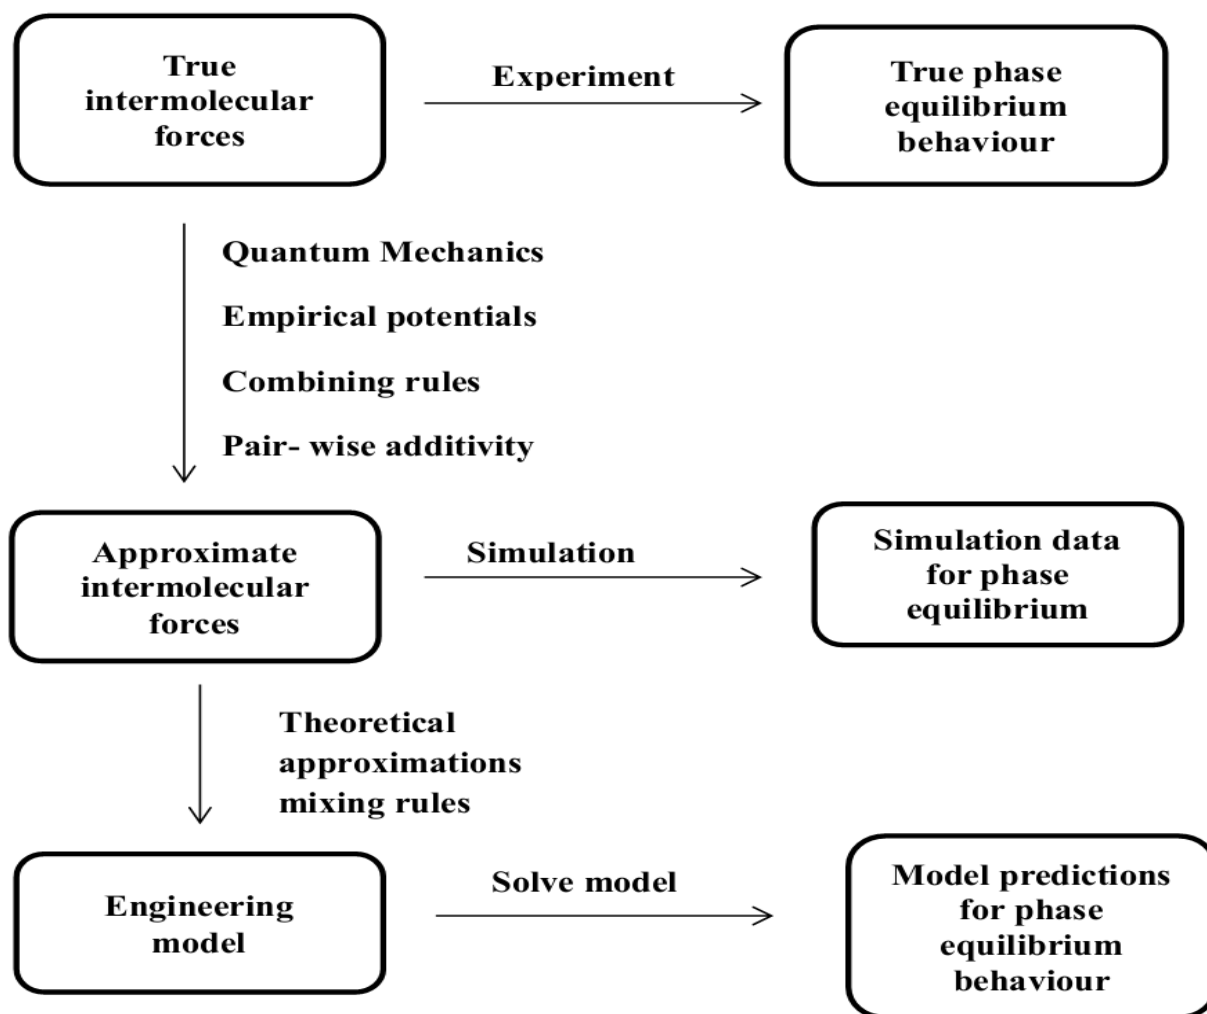 True
intermolecular
forces
Experiment
True phase
equilibrium
behaviour
Quantum Mechanics
Empirical potentials
Combining rules
Pair- wise additivity
Approximate
intermolecular
forces
Simulation
Simulation data
for phase
equilibrium
Theoretical
approximations
mixing rules
Engineering
model
Solve model
Model predictions
for phase
equilibrium
behaviour